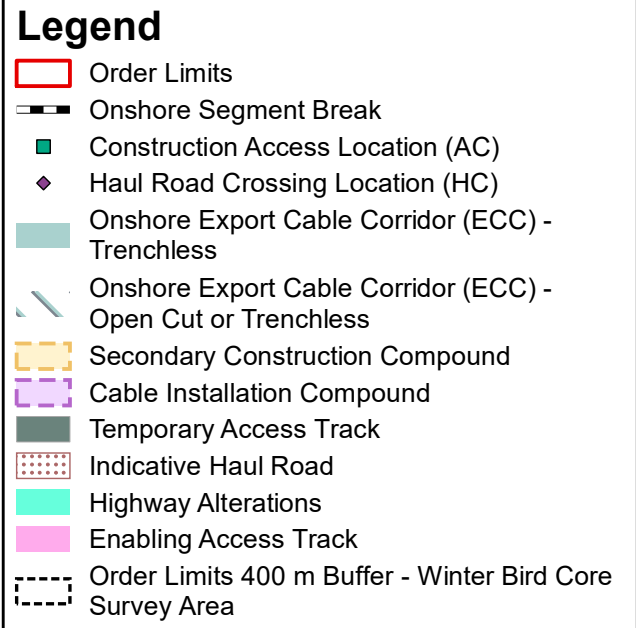 Legend
Order Limits
Onshore Segment Break
Construction Access Location (AC)
Haul Road Crossing Location (HC)
Onshore Export Cable Corridor (ECC) -
Trenchless
Onshore Export Cable Corridor (ECC) -
Open Cut or Trenchless
Secondary Construction Compound
Cable Installation Compound
Temporary Access Track
Indicative Haul Road
Highway Alterations
Enabling Access Track
Order Limits 400 m Buffer - Winter Bird Core
Survey Area